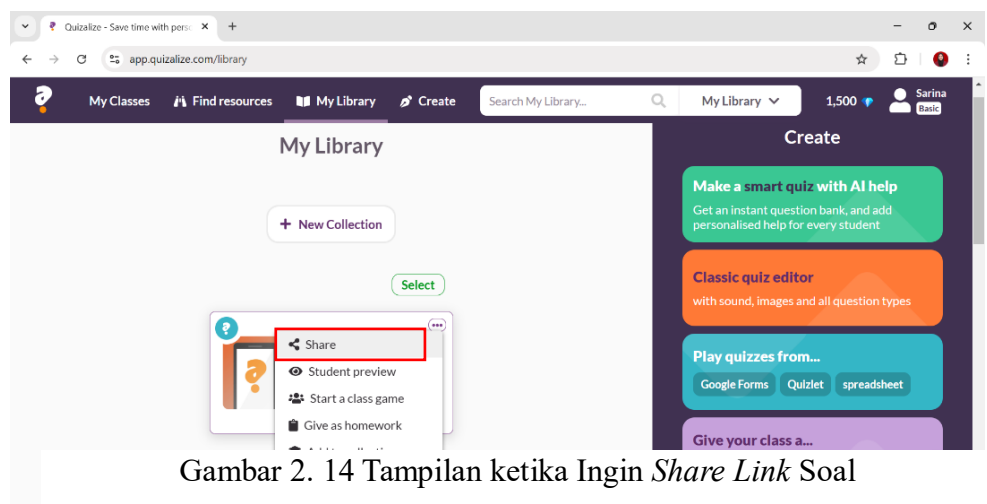 Quizalize - Save time with perso
app.quizalize.com/library
My Classes Find resources My Library Create Search My Library... My Library 1,500 Sarina
Basic
My Library
+ New Collection
Select
Share
Student preview
Start a class game
Give as homework
Create
Make a smart quiz with AI help
Get an instant question bank, and add
personalised help for every student
Classic quiz editor
with sound, images and all question types
Play quizzes from...
Google Forms Quizlet spreadsheet
Give your class a...
Gambar 2. 14 Tampilan ketika Ingin Share Link Soal